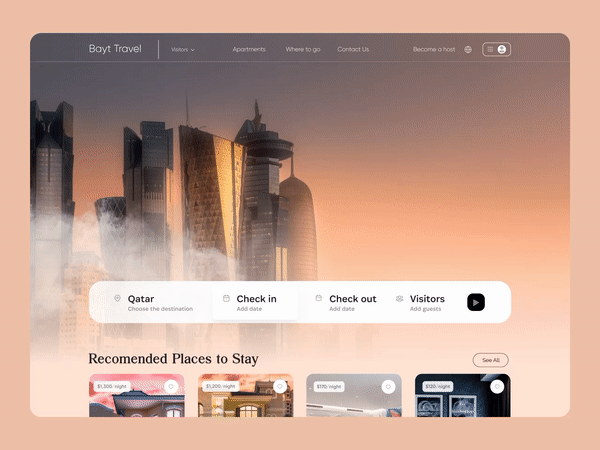 Bayt Travel
Visitors
Apartments
Where to go
Contact Us
Become a host
Qatar
Choose the destination
Check in
Add date
Check out
Add date
Visitors
Add guests
Recomended Places to Stay
See All
$1,300/night
$1,300/night
$170/night
$120/night